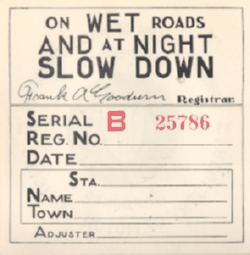 ON WET ROADS
AND AT NIGHT
SLOW DOWN
Frank A Goodwin Registrar.
SERIAL B 25786
REG. NO.
DATE
STA.
NAME
TOWN
ADJUSTER